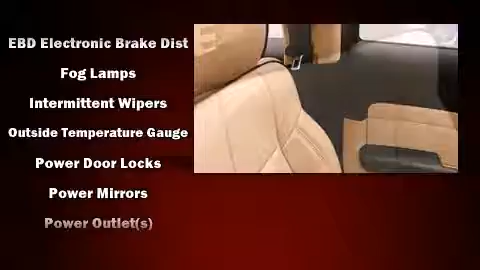 EBD Electronic Brake Dist
Fog Lamps
Intermittent Wipers
Outside Temperature Gauge
Power Door Locks
Power Mirrors
Power Outlet(s)